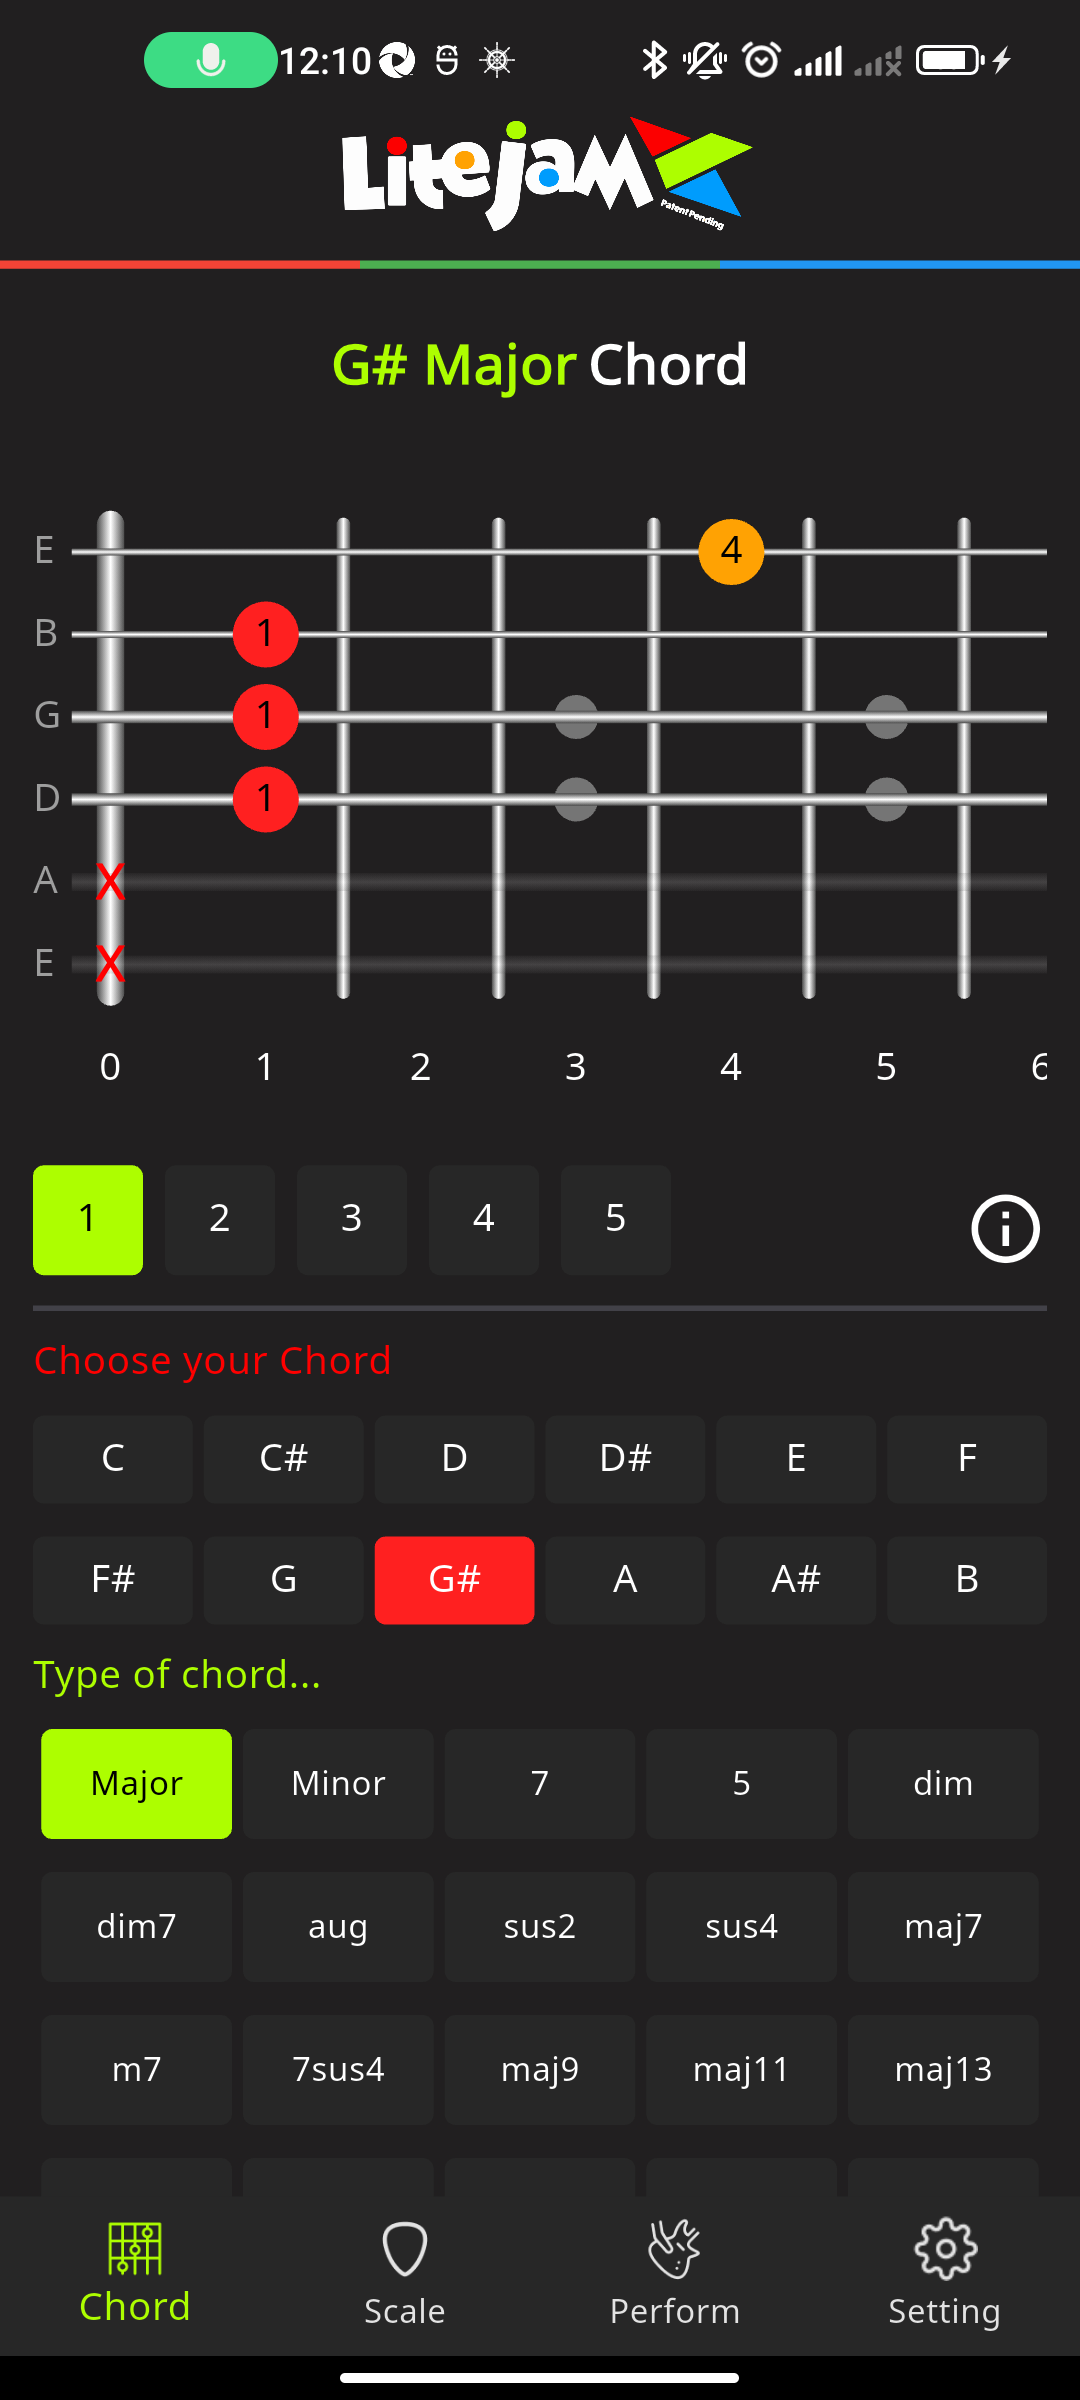 12:10
Litejam
Patent Pending
G# Major Chord
E 4
B 1
G 1
D 1
A X
E X
0 1 2 3 4 5 6
1 2 3 4 5
Choose your Chord
C C# D D# E F
F# G G# A A# B
Type of chord...
Major Minor 7 5 dim
dim7 aug sus2 sus4 maj7
m7 7sus4 maj9 maj11 maj13
Chord Scale Perform Setting